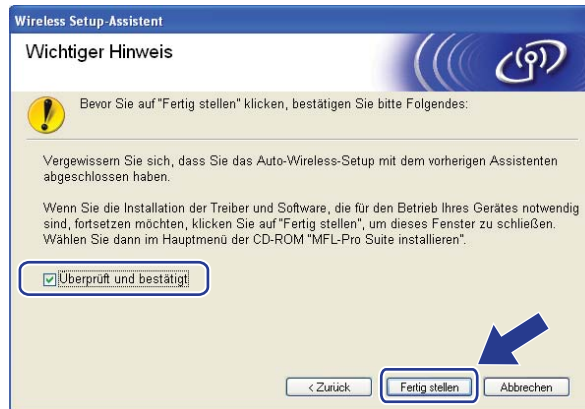 Wireless Setup-Assistent
Wichtiger Hinweis
Bevor Sie auf "Fertig stellen" klicken, bestätigen Sie bitte Folgendes:
Vergewissern Sie sich, dass Sie das Auto-Wireless-Setup mit dem vorherigen Assistenten
abgeschlossen haben.
Wenn Sie die Installation der Treiber und Software, die für den Betrieb Ihres Gerätes notwendig
sind, fortsetzen möchten, klicken Sie auf "Fertig stellen", um dieses Fenster zu schließen.
Wählen Sie dann im Hauptmenü der CD-ROM "MFL-Pro Suite installieren".
Überprüft und bestätigt
< Zurück
Fertig stellen
Abbrechen